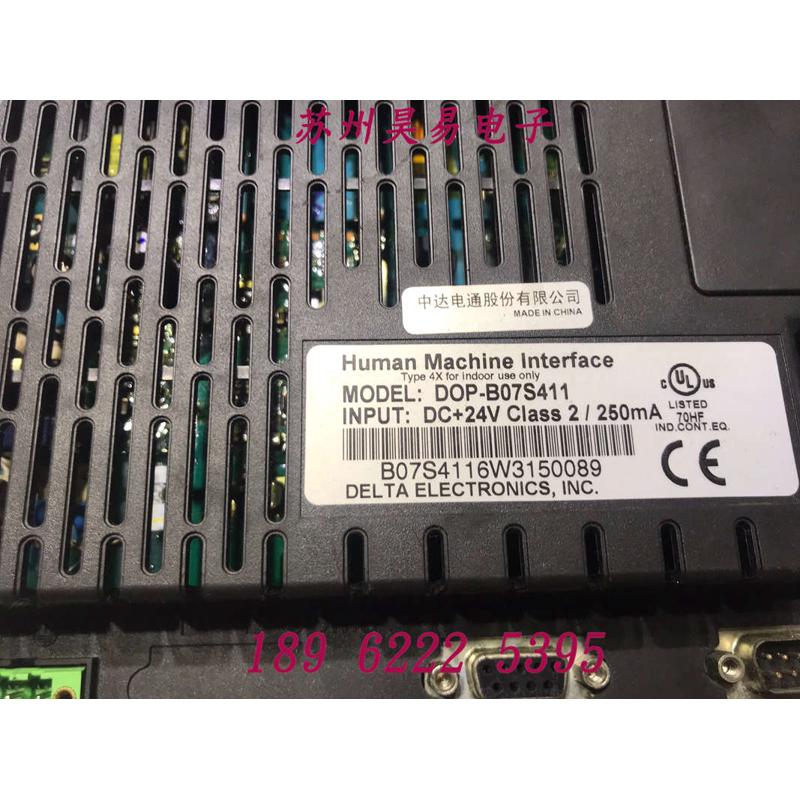 苏州昊易电子
中达电通股份有限公司
MADE IN CHINA
Human Machine Interface
Type 4X for indoor use only
MODEL: DOP-B07S411
INPUT: DC+24V Class 2 / 250mA
B07S4116W3150089
DELTA ELECTRONICS, INC.
C UL US
LISTED
70HF
IND.CONT.EQ.
CE
189 6222 5395